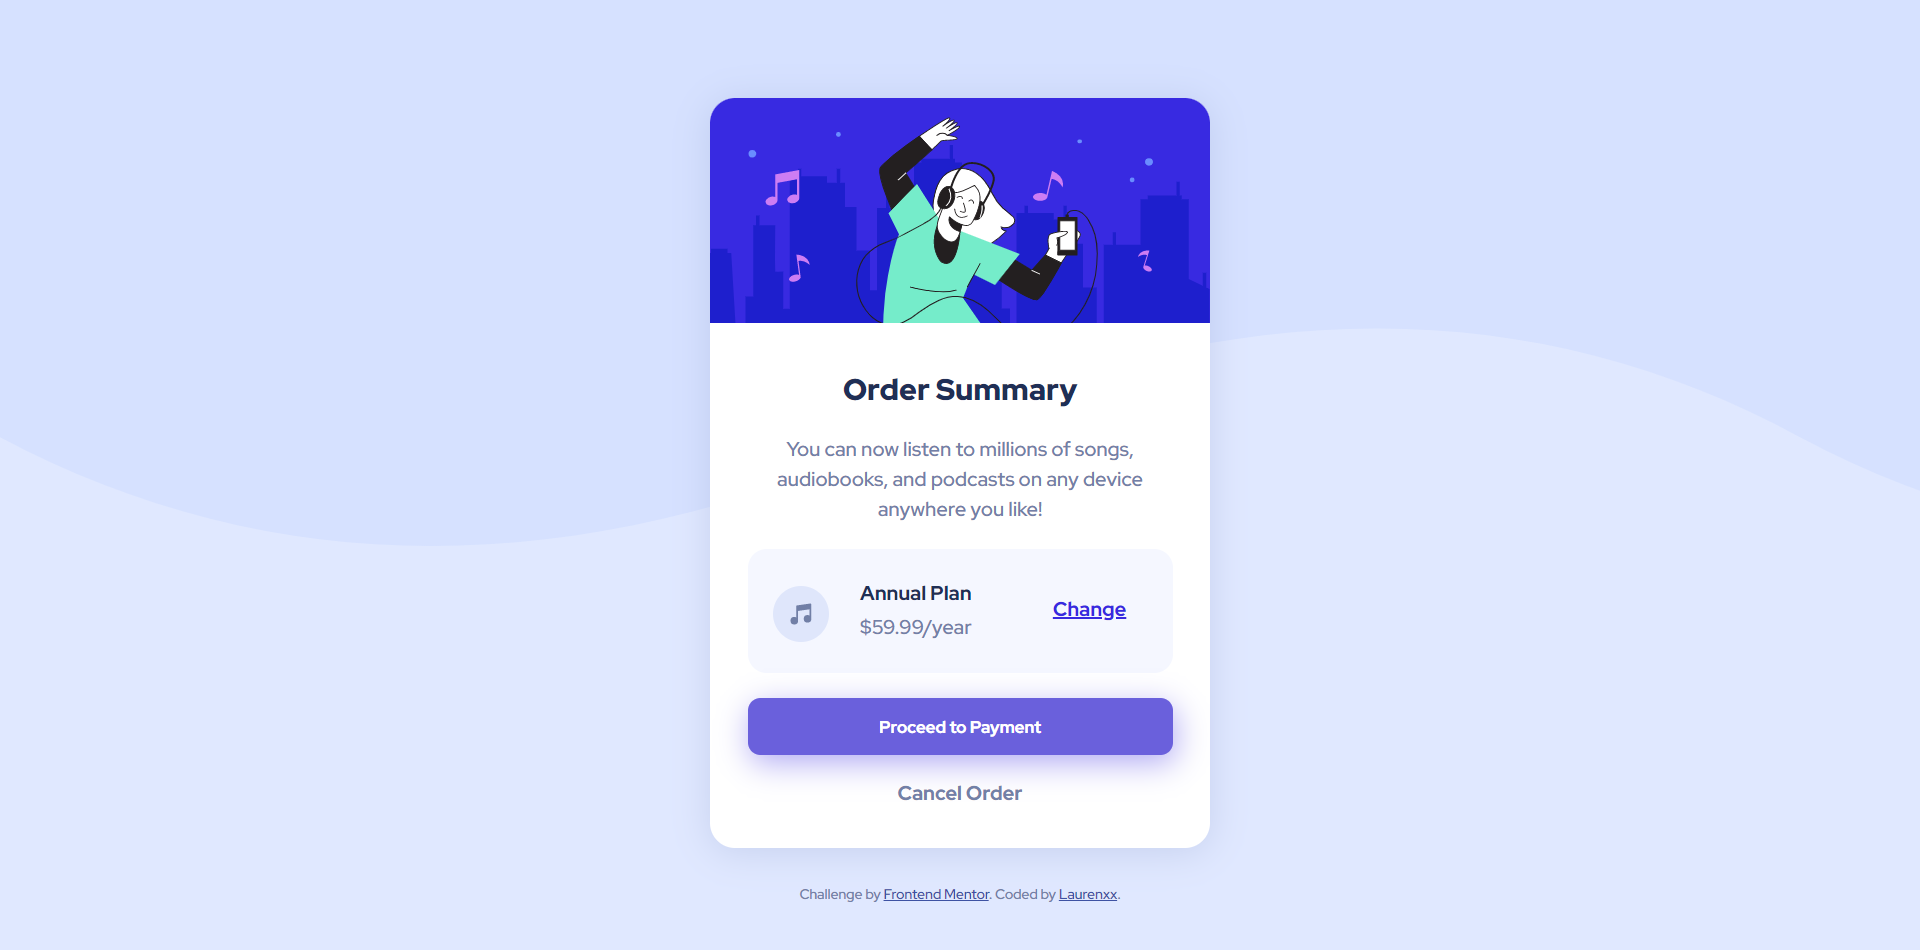 Order Summary
You can now listen to millions of songs,
audiobooks, and podcasts on any device
anywhere you like!
Annual Plan
$59.99/year
Change
Proceed to Payment
Cancel Order
Challenge by Frontend Mentor. Coded by Laurenxx.